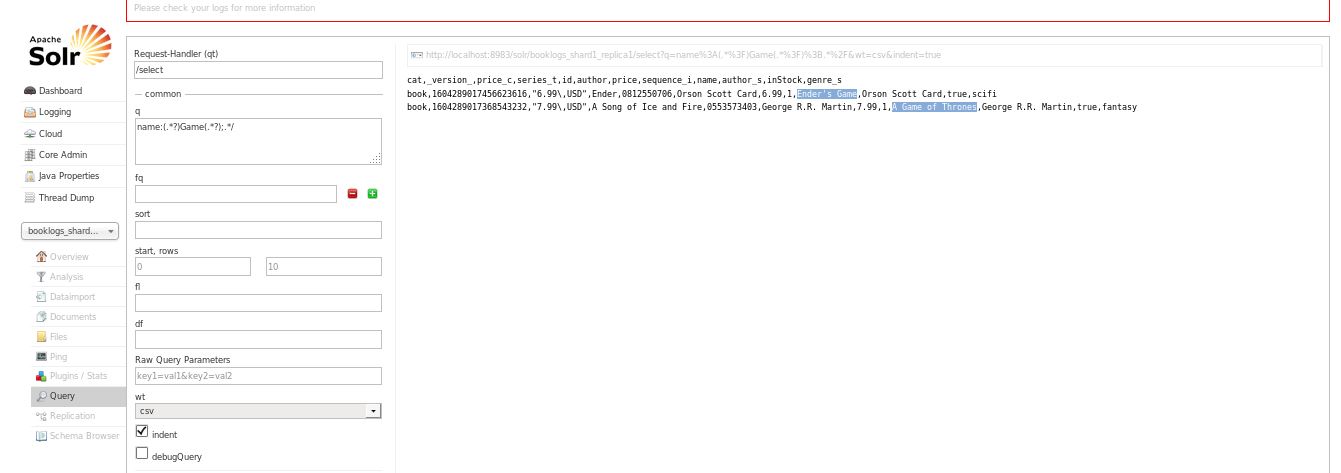 Please check your logs for more information
Apache
Solr
Dashboard
Logging
Cloud
Core Admin
Java Properties
Thread Dump
booklogs_shard...
Overview
Analysis
Dataimport
Documents
Files
Ping
Plugins / Stats
Query
Replication
Schema Browser
Request-Handler (qt)
/select
common
q
name:(.*?)Game(.*?);.*/
fq
sort
start, rows
0 10
fl
df
Raw Query Parameters
key1=val1&key2=val2
wt
csv
indent
debugQuery
http://localhost:8983/solr/booklogs_shard1_replica1/select?q=name%3A(.*%3F)Game(.*%3F)%3B.*%2F&wt=csv&indent=true
cat,_version_,price_c,series_t,id,author,price,sequence_i,name,author_s,inStock,genre_s
book,1604289017456623616,"6.99\,USD",Ender,0812550706,Orson Scott Card,6.99,1,Ender's Game,Orson Scott Card,true,scifi
book,1604289017368543232,"7.99\,USD",A Song of Ice and Fire,0553573403,George R.R. Martin,7.99,1,A Game of Thrones,George R.R. Martin,true,fantasy